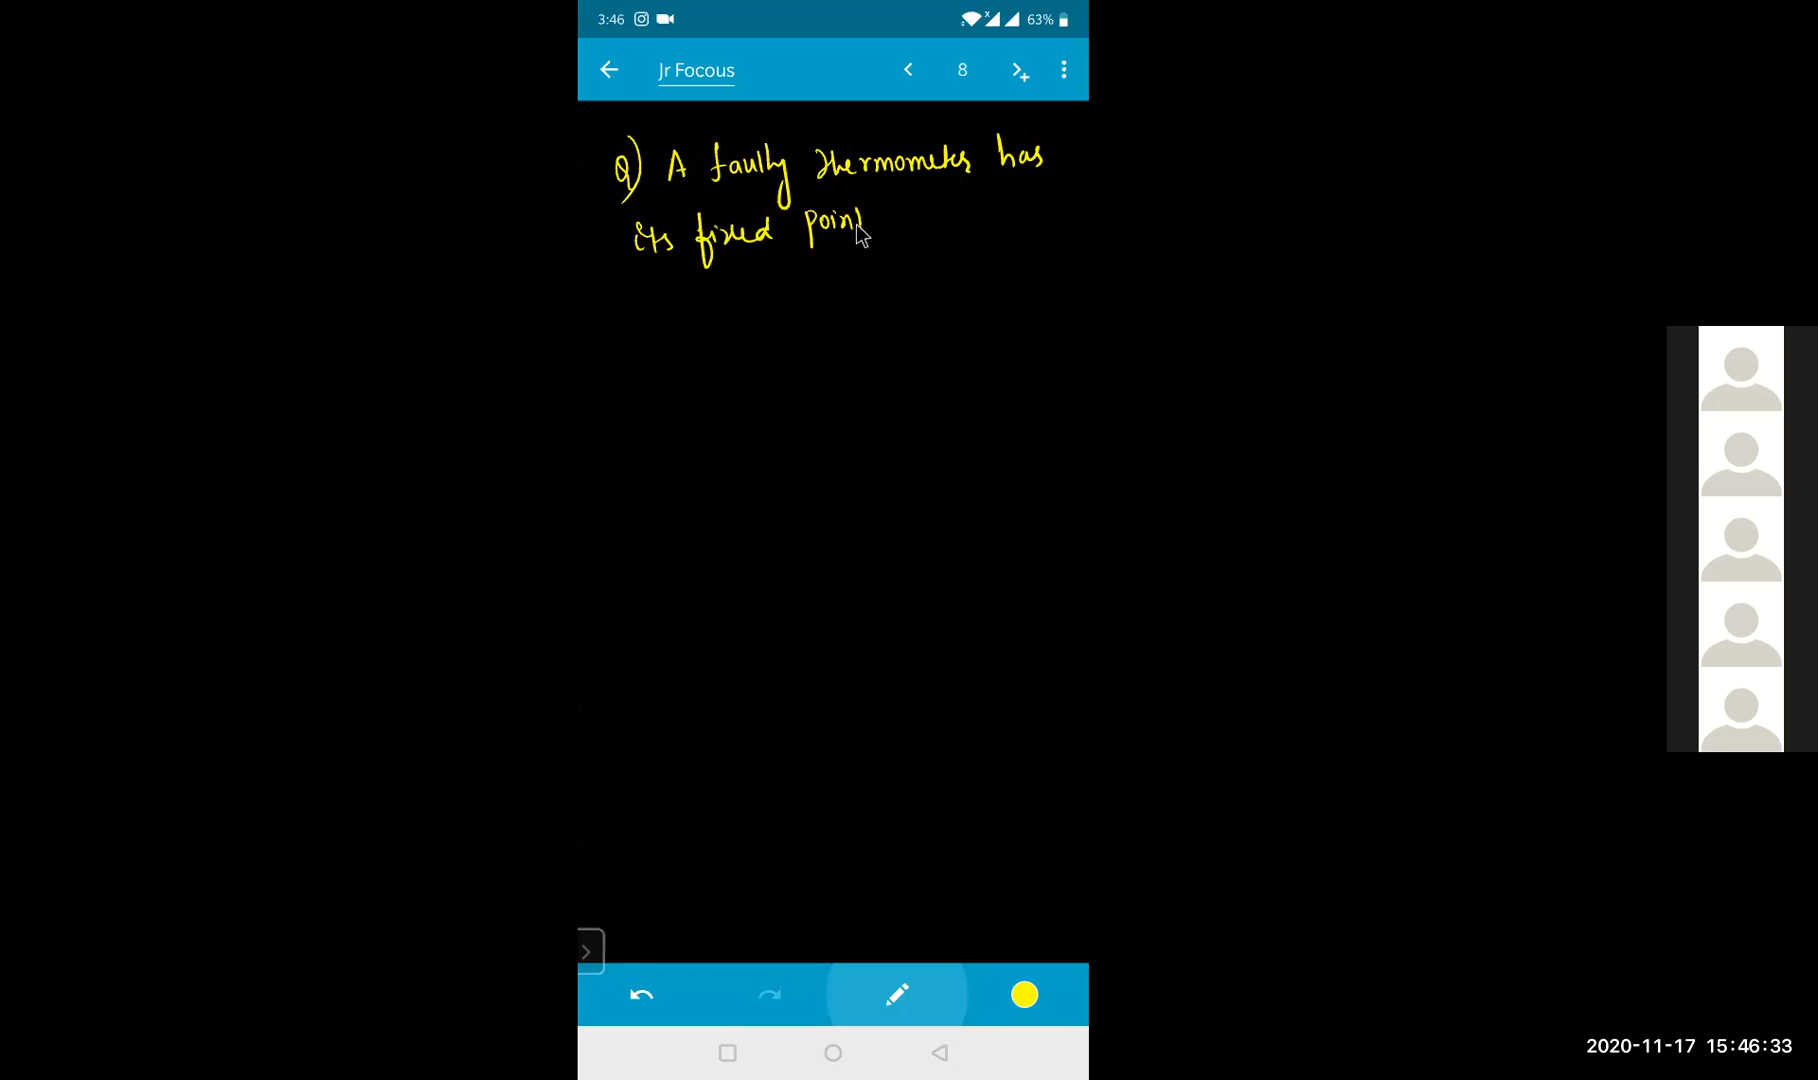 3:46 63%
Jr Focous 8
Q) A faulty thermometer has
its fixed point
2020-11-17 15:46:33